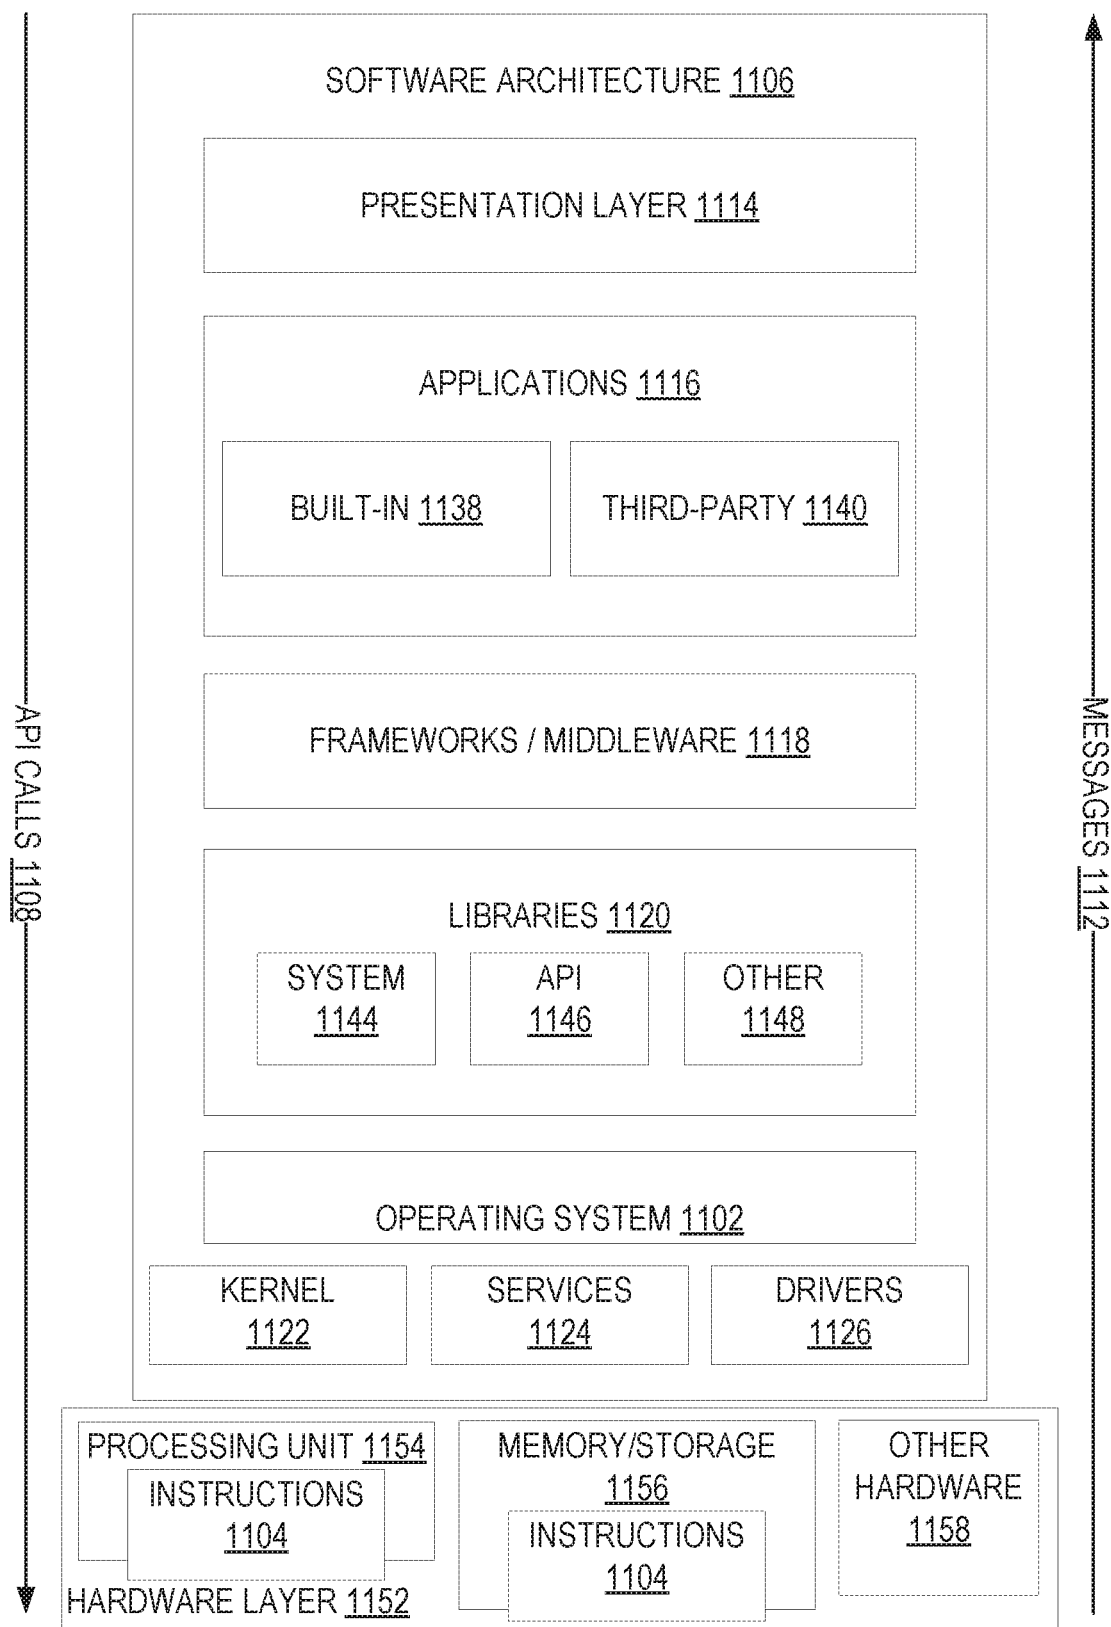 SOFTWARE ARCHITECTURE 1106
PRESENTATION LAYER 1114
APPLICATIONS 1116
BUILT-IN 1138
THIRD-PARTY 1140
FRAMEWORKS / MIDDLEWARE 1118
API CALLS 1108
MESSAGES 1112
LIBRARIES 1120
SYSTEM
1144
API
1146
OTHER
1148
OPERATING SYSTEM 1102
KERNEL
1122
SERVICES
1124
DRIVERS
1126
PROCESSING UNIT 1154
INSTRUCTIONS
1104
MEMORY/STORAGE
1156
INSTRUCTIONS
1104
OTHER
HARDWARE
1158
HARDWARE LAYER 1152